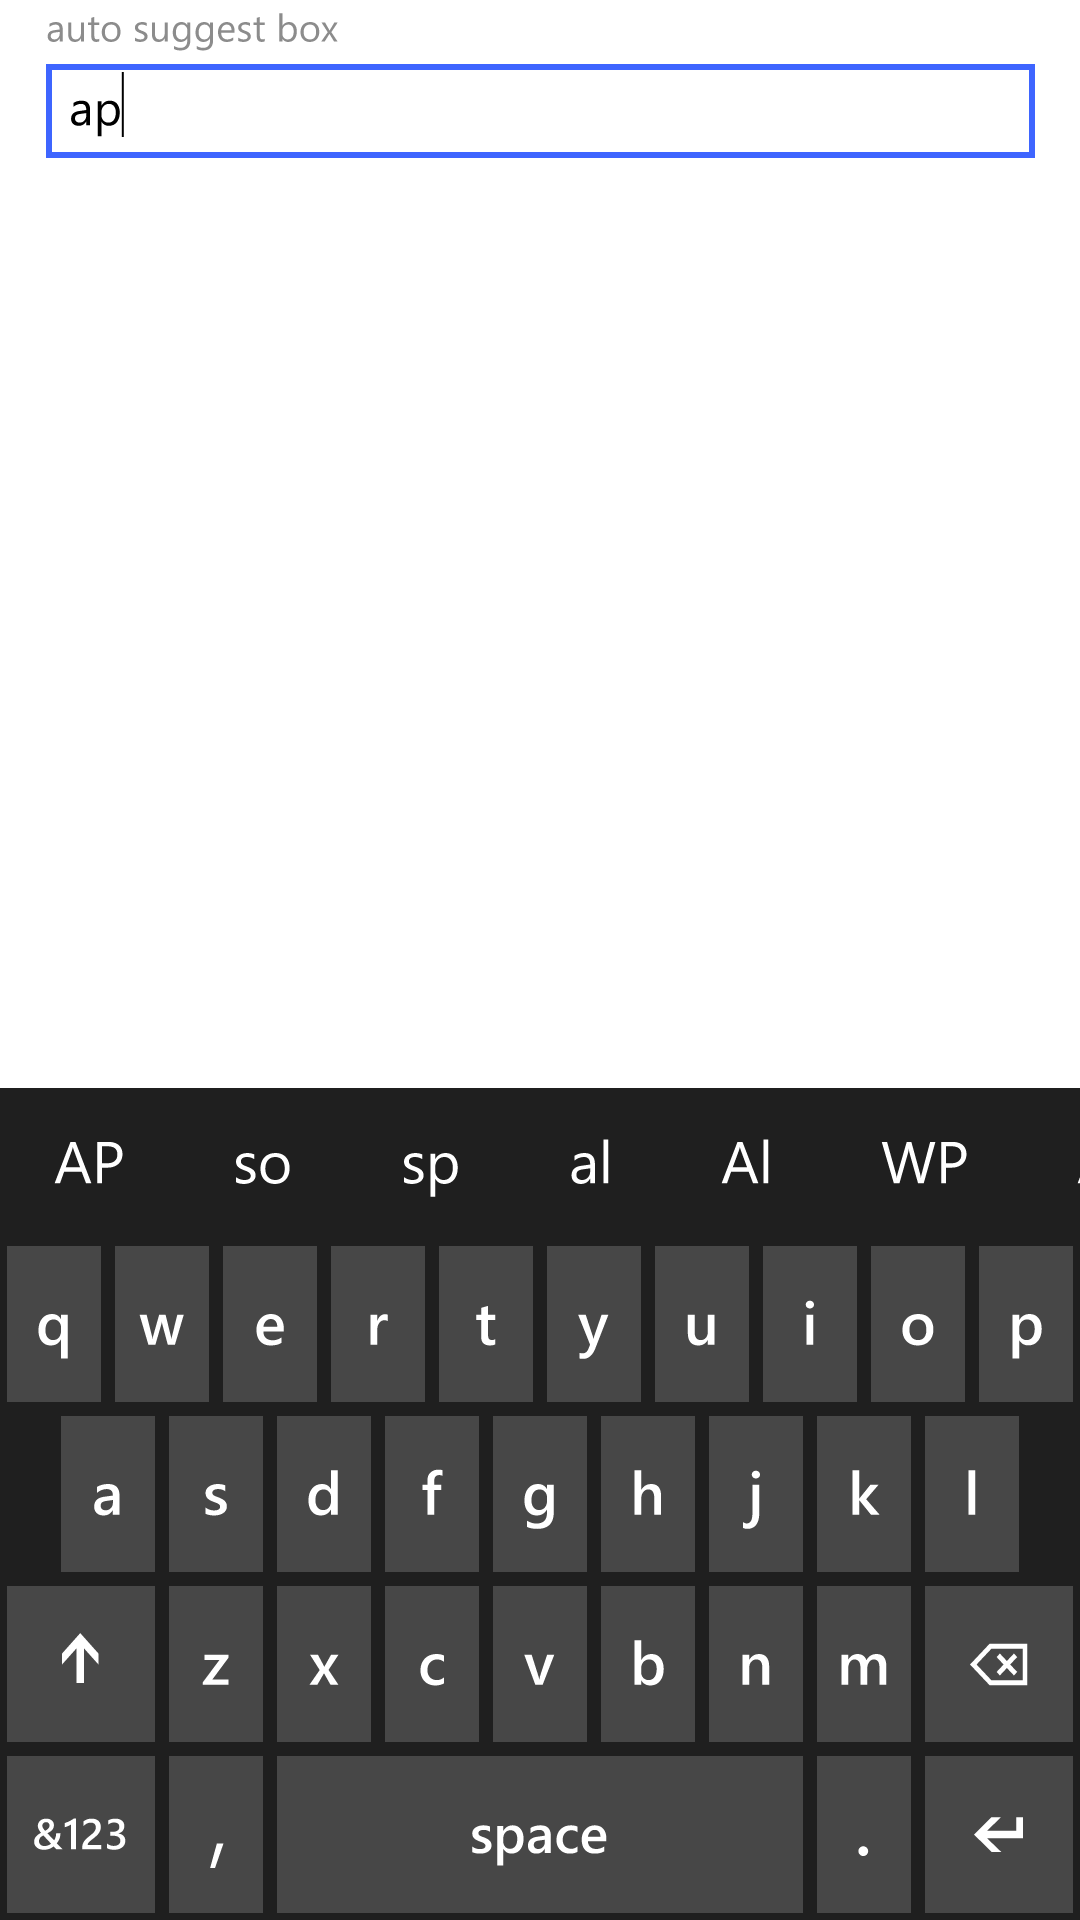 auto suggest box
ap
AP so sp al Al WP
q w e r t y u i o p
a s d f g h j k l
z x c v b n m
&123 , space .